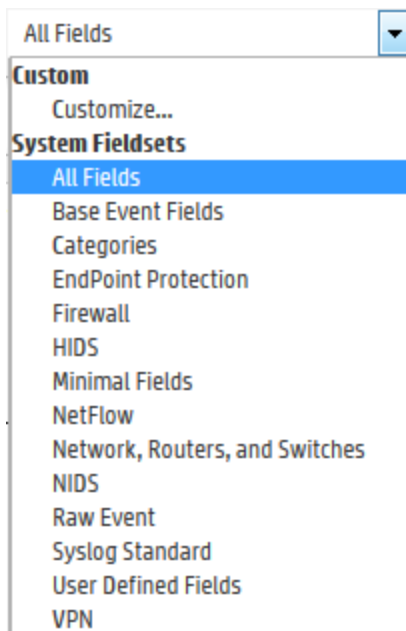 All Fields
Custom
Customize...
System Fieldsets
All Fields
Base Event Fields
Categories
EndPoint Protection
Firewall
HIDS
Minimal Fields
NetFlow
Network, Routers, and Switches
NIDS
Raw Event
Syslog Standard
User Defined Fields
VPN